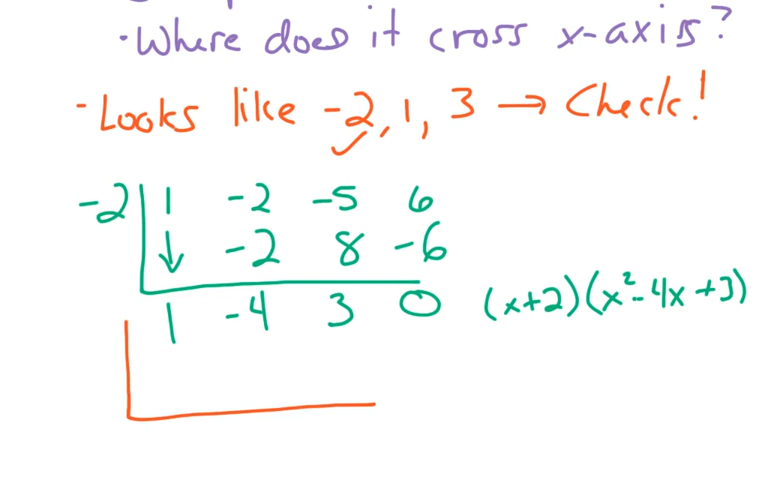 · Where does it cross x-axis?
- Looks like -2, 1, 3 → Check!
-2 | 1 -2 -5 6
↓ -2 8 -6
1 -4 3 0 (x+2)(x²-4x+3)